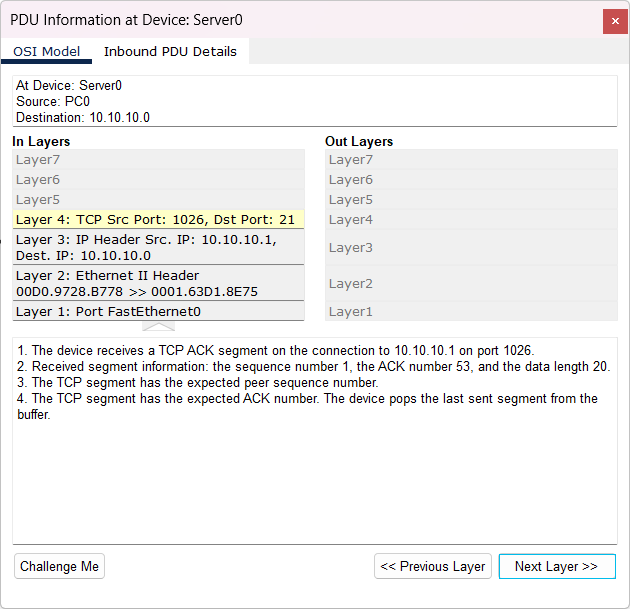 PDU Information at Device: Server0
OSI Model
Inbound PDU Details
At Device: Server0
Source: PC0
Destination: 10.10.10.0
In Layers
Layer7
Layer6
Layer5
Layer 4: TCP Src Port: 1026, Dst Port: 21
Layer 3: IP Header Src. IP: 10.10.10.1,
Dest. IP: 10.10.10.0
Layer 2: Ethernet II Header
00D0.9728.B778 >> 0001.63D1.8E75
Layer 1: Port FastEthernet0
Out Layers
Layer7
Layer6
Layer5
Layer4
Layer3
Layer2
Layer1
1. The device receives a TCP ACK segment on the connection to 10.10.10.1 on port 1026.
2. Received segment information: the sequence number 1, the ACK number 53, and the data length 20.
3. The TCP segment has the expected peer sequence number.
4. The TCP segment has the expected ACK number. The device pops the last sent segment from the
buffer.
Challenge Me
<< Previous Layer
Next Layer >>